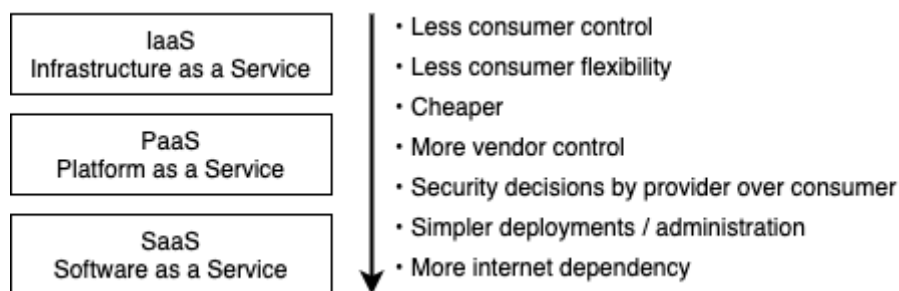 IaaS
Infrastructure as a Service
PaaS
Platform as a Service
SaaS
Software as a Service
• Less consumer control
• Less consumer flexibility
• Cheaper
• More vendor control
• Security decisions by provider over consumer
• Simpler deployments / administration
• More internet dependency